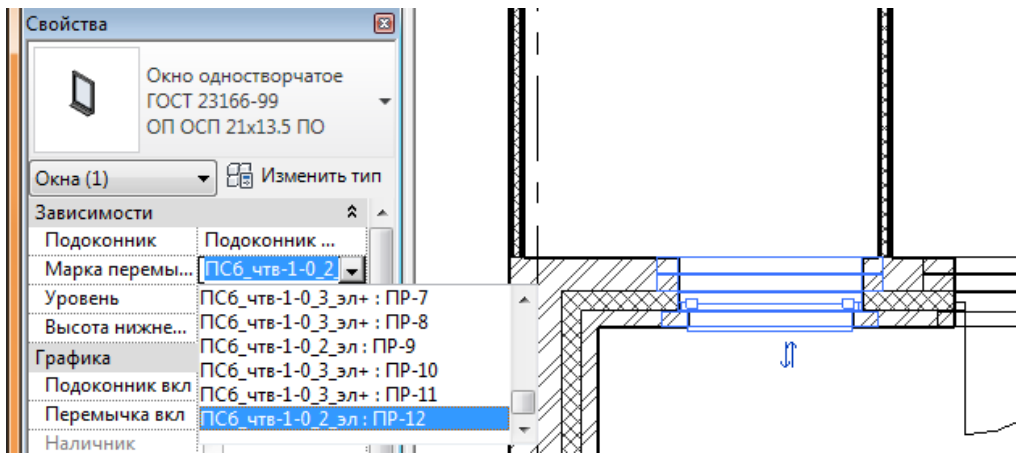 Свойства
Окно одностворчатое
ГОСТ 23166-99
ОП ОСП 21x13.5 ПО
Окна (1) Изменить тип
Зависимости
Подоконник Подоконник ...
Марка перемы... ПС6_чтв-1-0_2_
Уровень
Высота нижне...
Графика
Подоконник вкл
Перемычка вкл
Наличник
ПС6_чтв-1-0_3_эл+ : ПР-7
ПС6_чтв-1-0_3_эл+ : ПР-8
ПС6_чтв-1-0_2_эл : ПР-9
ПС6_чтв-1-0_3_эл+ : ПР-10
ПС6_чтв-1-0_3_эл+ : ПР-11
ПС6_чтв-1-0_2_эл : ПР-12